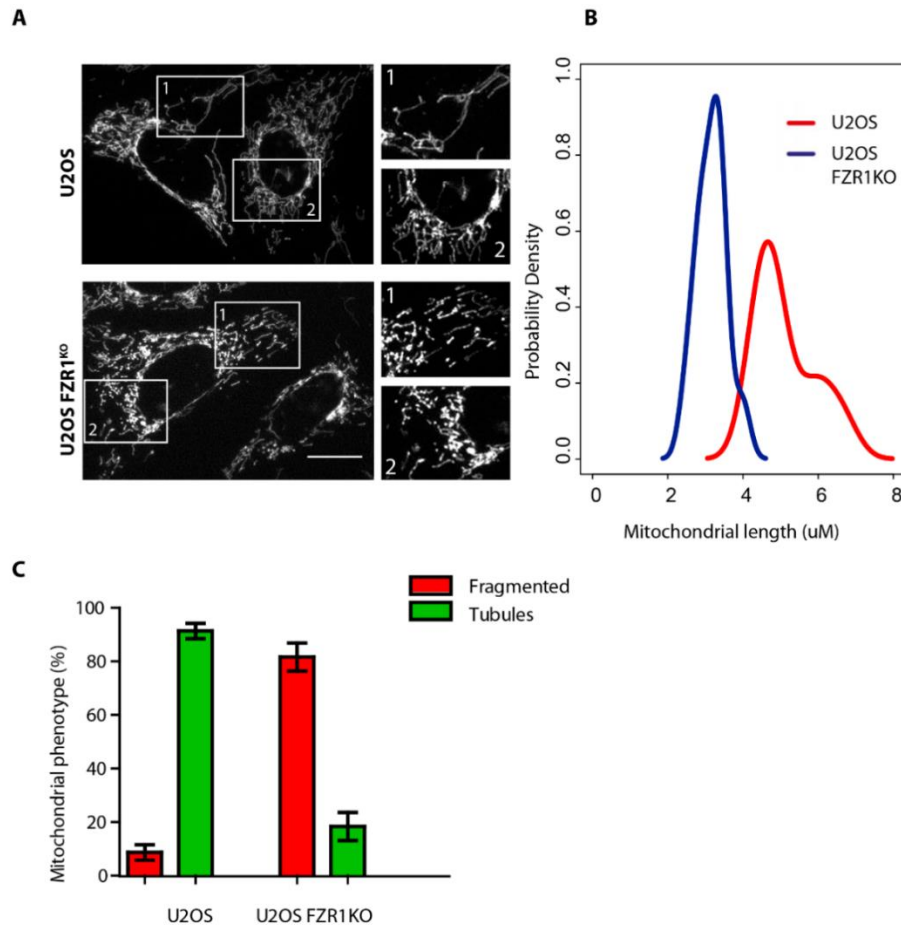 A
U2OS
1
2
1
2
U2OS FZR1KO
1
2
1
2
B
Probability Density
1.0
0.8
0.6
0.4
0.2
0.0
0 2 4 6 8
Mitochondrial length (uM)
U2OS
U2OS
FZR1KO
C
Fragmented
Tubules
Mitochondrial phenotype (%)
100
80
60
40
20
0
U2OS U2OS FZR1KO